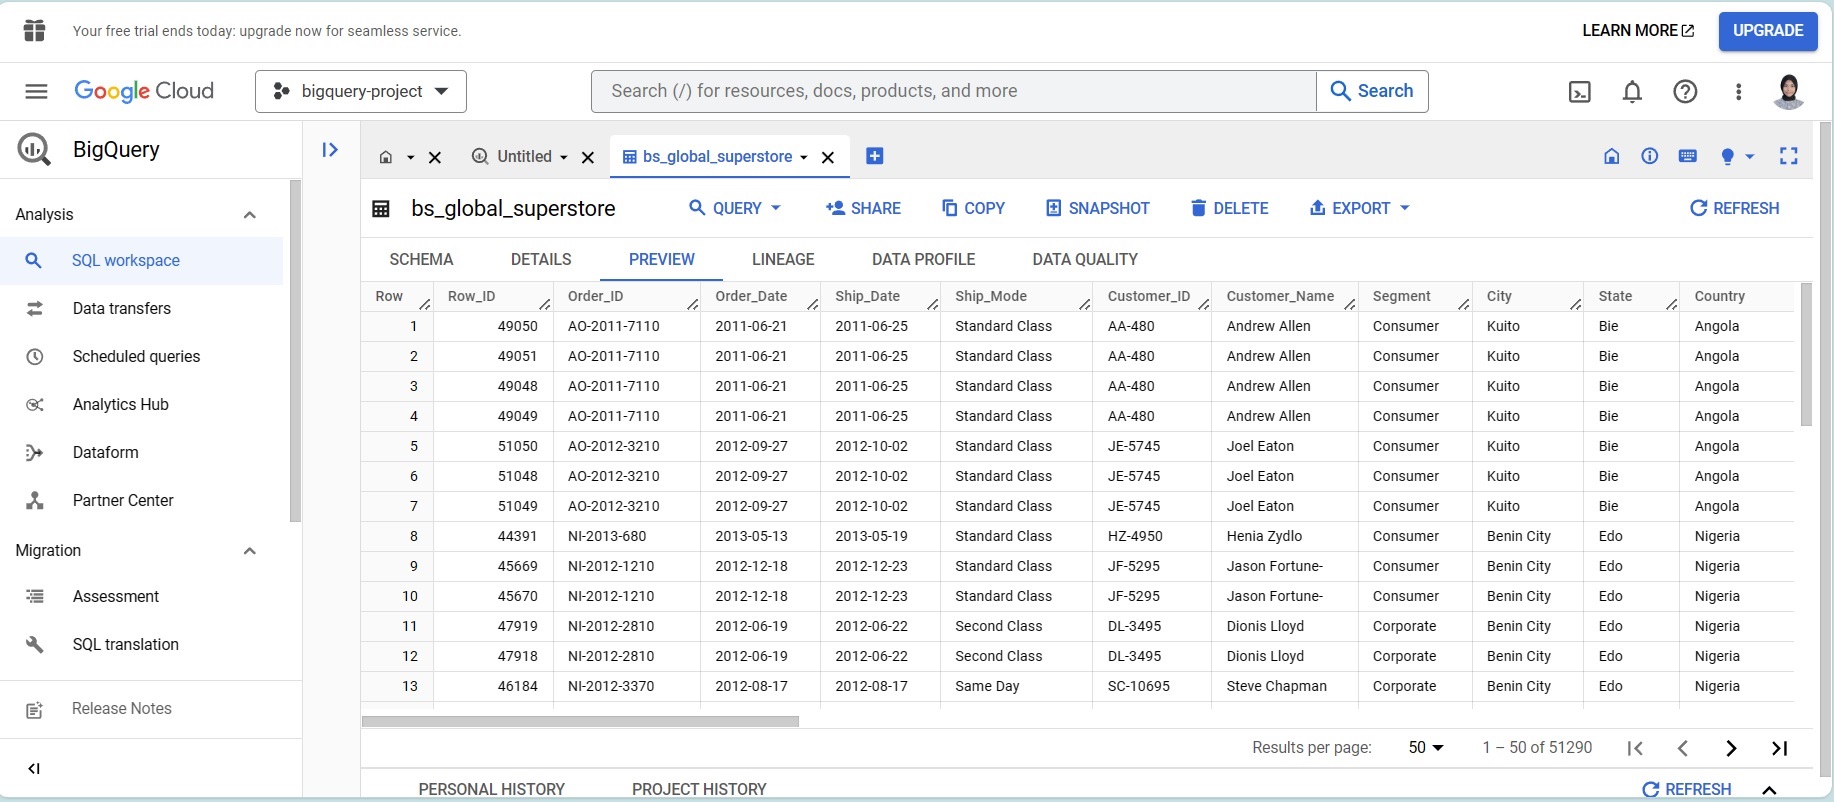 Your free trial ends today: upgrade now for seamless service.
LEARN MORE
UPGRADE
Google Cloud
bigquery-project
Search (/) for resources, docs, products, and more
Search
BigQuery
Untitled
bs_global_superstore
bs_global_superstore
QUERY
SHARE
COPY
SNAPSHOT
DELETE
EXPORT
REFRESH
Analysis
SQL workspace
Data transfers
Scheduled queries
Analytics Hub
Dataform
Partner Center
Migration
Assessment
SQL translation
Release Notes
SCHEMA DETAILS PREVIEW LINEAGE DATA PROFILE DATA QUALITY
Row Row_ID Order_ID Order_Date Ship_Date Ship_Mode Customer_ID Customer_Name Segment City State Country
1 49050 AO-2011-7110 2011-06-21 2011-06-25 Standard Class AA-480 Andrew Allen Consumer Kuito Bie Angola
2 49051 AO-2011-7110 2011-06-21 2011-06-25 Standard Class AA-480 Andrew Allen Consumer Kuito Bie Angola
3 49048 AO-2011-7110 2011-06-21 2011-06-25 Standard Class AA-480 Andrew Allen Consumer Kuito Bie Angola
4 49049 AO-2011-7110 2011-06-21 2011-06-25 Standard Class AA-480 Andrew Allen Consumer Kuito Bie Angola
5 51050 AO-2012-3210 2012-09-27 2012-10-02 Standard Class JE-5745 Joel Eaton Consumer Kuito Bie Angola
6 51048 AO-2012-3210 2012-09-27 2012-10-02 Standard Class JE-5745 Joel Eaton Consumer Kuito Bie Angola
7 51049 AO-2012-3210 2012-09-27 2012-10-02 Standard Class JE-5745 Joel Eaton Consumer Kuito Bie Angola
8 44391 NI-2013-680 2013-05-13 2013-05-19 Standard Class HZ-4950 Henia Zydlo Consumer Benin City Edo Nigeria
9 45669 NI-2012-1210 2012-12-18 2012-12-23 Standard Class JF-5295 Jason Fortune- Consumer Benin City Edo Nigeria
10 45670 NI-2012-1210 2012-12-18 2012-12-23 Standard Class JF-5295 Jason Fortune- Consumer Benin City Edo Nigeria
11 47919 NI-2012-2810 2012-06-19 2012-06-22 Second Class DL-3495 Dionis Lloyd Corporate Benin City Edo Nigeria
12 47918 NI-2012-2810 2012-06-19 2012-06-22 Second Class DL-3495 Dionis Lloyd Corporate Benin City Edo Nigeria
13 46184 NI-2012-3370 2012-08-17 2012-08-17 Same Day SC-10695 Steve Chapman Corporate Benin City Edo Nigeria
Results per page: 50 1 – 50 of 51290
PERSONAL HISTORY PROJECT HISTORY REFRESH